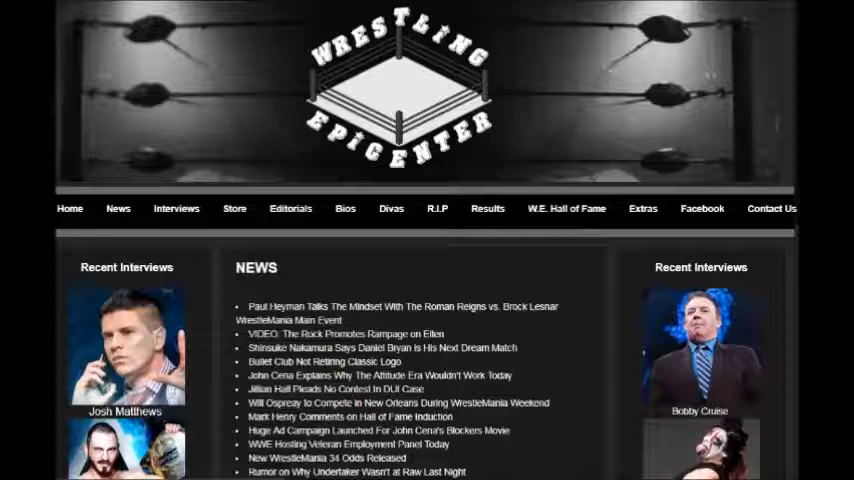 WRESTLING
EPICENTER
Home News Interviews Store Editorials Bios Divas R.I.P Results W.E. Hall of Fame Extras Facebook Contact Us
Recent Interviews
Josh Matthews
NEWS
• Paul Heyman Talks The Mindset With The Roman Reigns vs. Brock Lesnar
WrestleMania Main Event
• VIDEO: The Rock Promotes Rampage on Ellen
• Shinsuke Nakamura Says Daniel Bryan is His Next Dream Match
• Bullet Club Not Retiring Classic Logo
• John Cena Explains Why The Attitude Era Wouldn't Work Today
• Jillian Hall Pleads No Contest In DUI Case
• Will Ospreay to Compete in New Orleans During WrestleMania Weekend
• Mark Henry Comments on Hall of Fame Induction
• Huge Ad Campaign Launched For John Cena's Blockers Movie
• WWE Hosting Veteran Employment Panel Today
• New WrestleMania 34 Odds Released
• Rumor on Why Undertaker Wasn't at Raw Last Night
Recent Interviews
Bobby Cruise